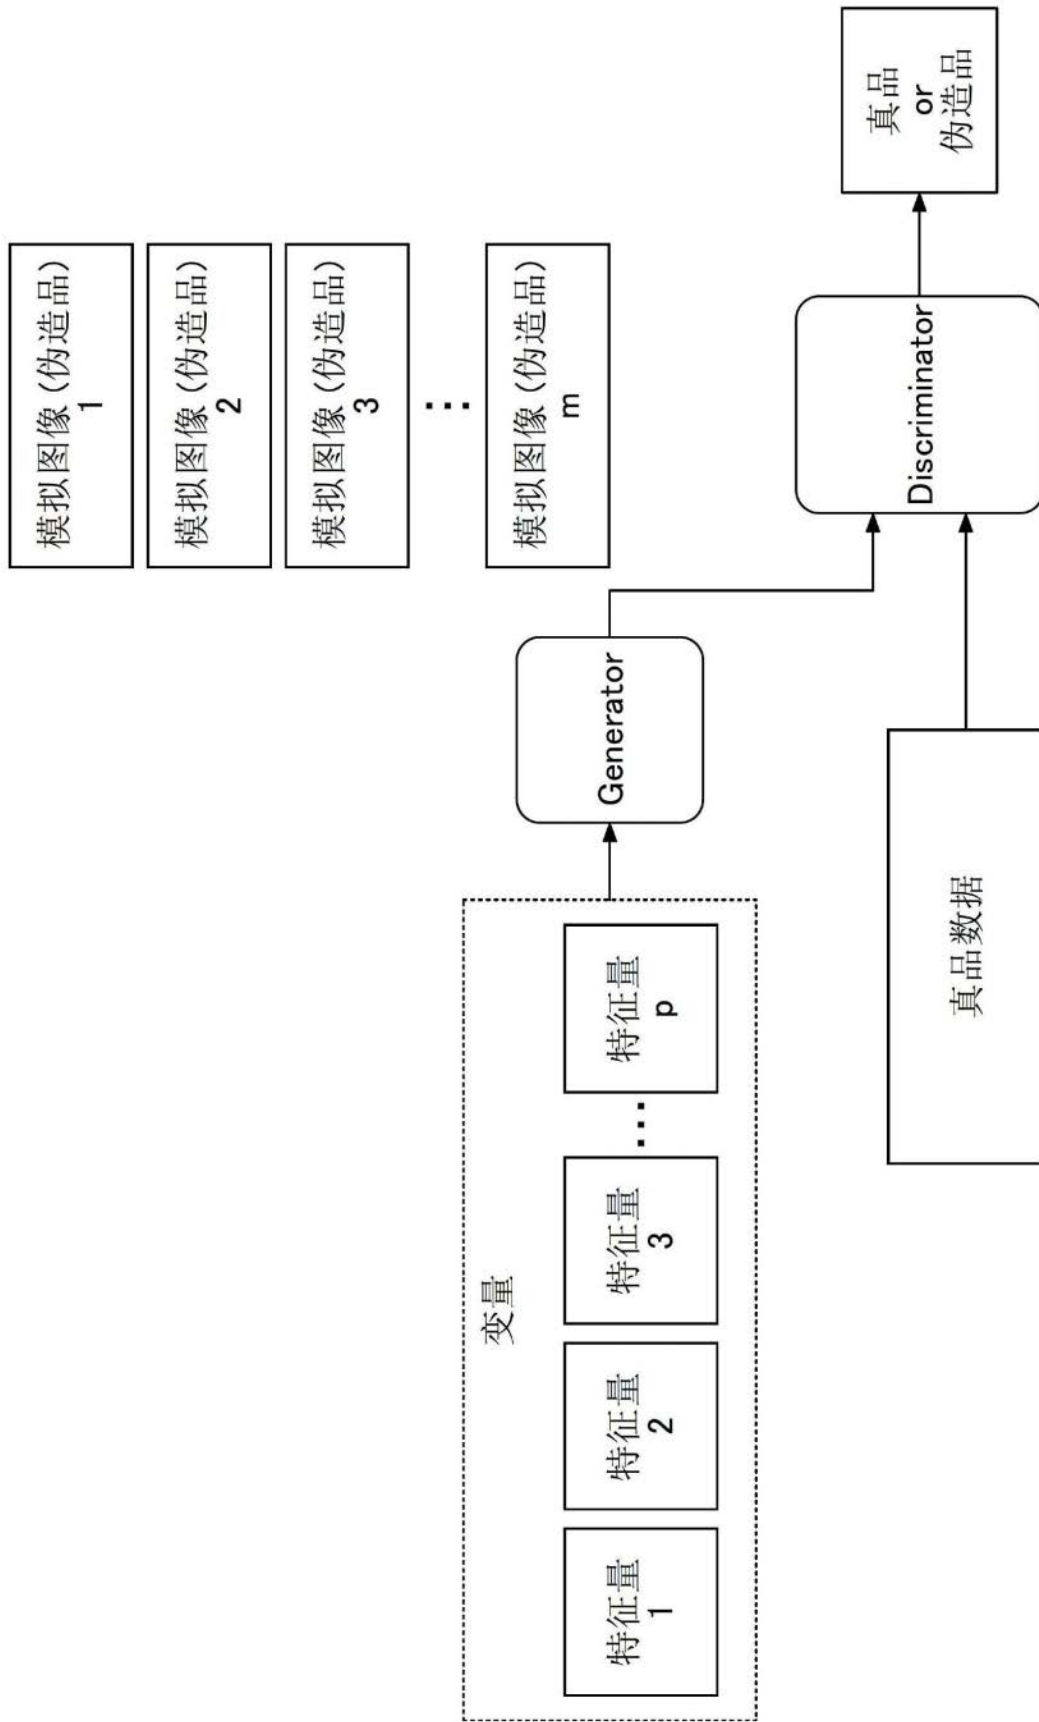 模拟图像(伪造品)
1
模拟图像(伪造品)
2
模拟图像(伪造品)
3
⋯
模拟图像(伪造品)
m
变量
特征量
1
特征量
2
特征量
3
⋯
特征量
p
Generator
真品数据
Discriminator
真品
or
伪造品